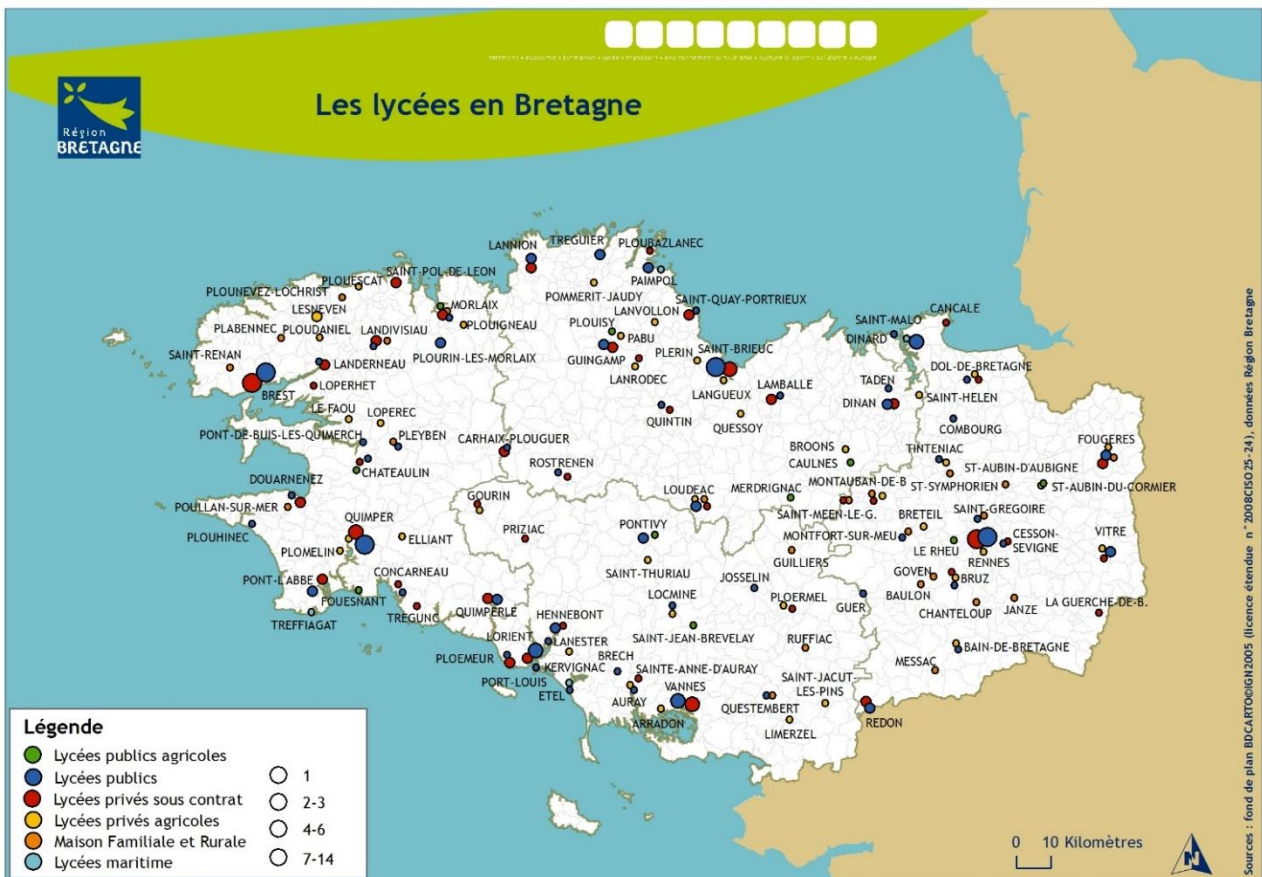 territoire • économie • formation • lycée • transport • environnement & tourisme • culture & sport • solidarité • europe
Les lycées en Bretagne
Région
BRETAGNE
LANNION
TREGUIER
PLOUBAZLANEC
SAINT-POL-DE-LEON
PLOUESCAT
PAIMPOL
PLOUNEVEZ-LOCHRIST
POMMERIT-JAUDY
SAINT-QUAY-PORTRIEUX
LESNEVEN
MORLAIX
LANVOLLON
CANCALE
PLABENNEC
PLOUDANIEL
LANDIVISIAU
PLOUIGNEAU
PLOUISY
SAINT-MALO
PABU
DINARD
SAINT-RENAN
PLOURIN-LES-MORLAIX
PLERIN
SAINT-BRIEUC
GUINGAMP
LANDERNEAU
LANRODEC
DOL-DE-BRETAGNE
BREST
LOPERHET
LANGUEUX
LAMBALLE
TADEN
SAINT-HELEN
LE FAOU
LOPEREC
QUINTIN
QUESSOY
DINAN
COMBOURG
PONT-DE-BUIS-LES-QUIMERCH
PLEYBEN
CARHAIX-PLOUGUER
BROONS
TINTENIAC
FOUGERES
CHATEAULIN
ROSTRENEN
CAULNES
ST-AUBIN-D'AUBIGNE
DOUARNENEZ
LOUDEAC
MERDRIGNAC
MONTAUBAN-DE-B
ST-SYMPHORIEN
ST-AUBIN-DU-CORMIER
POULLAN-SUR-MER
GOURIN
SAINT-MEEN-LE-G.
SAINT-GREGOIRE
QUIMPER
PRIZIAC
PONTIVY
BRETEIL
PLOUHINEC
ELLIANT
MONTFORT-SUR-MEU
CESSON-
SEVIGNE
VITRE
PLOMELIN
GUILLIERS
LE RHEU
RENNES
SAINT-THURIAU
CONCARNEAU
GOVEN
BRUZ
PONT-L'ABBE
JOSSELIN
BAULON
FOUESNANT
LOCMINE
PLOERMEL
GUER
CHANTELOUP
JANZE
LA GUERCHE-DE-B.
TREFFIAGAT
TREGUNC
QUIMPERLE
HENNEBONT
SAINT-JEAN-BREVELAY
LORIENT
LANESTER
RUFFIAC
BAIN-DE-BRETAGNE
PLOEMEUR
KERVIGNAC
BRECH
SAINTE-ANNE-D'AURAY
MESSAC
PORT-LOUIS
ETEL
VANNES
SAINT-JACUT-
LES-PINS
AURAY
QUESTEMBERT
ARRADON
LIMERZEL
REDON
Légende
Lycées publics agricoles
Lycées publics
Lycées privés sous contrat
Lycées privés agricoles
Maison Familiale et Rurale
Lycées maritime
1
2-3
4-6
7-14
0 10 Kilomètres
N
Sources : fond de plan BDCARTO©IGN2005 (licence étendue n°2008CISO25-24), données Région Bretagne